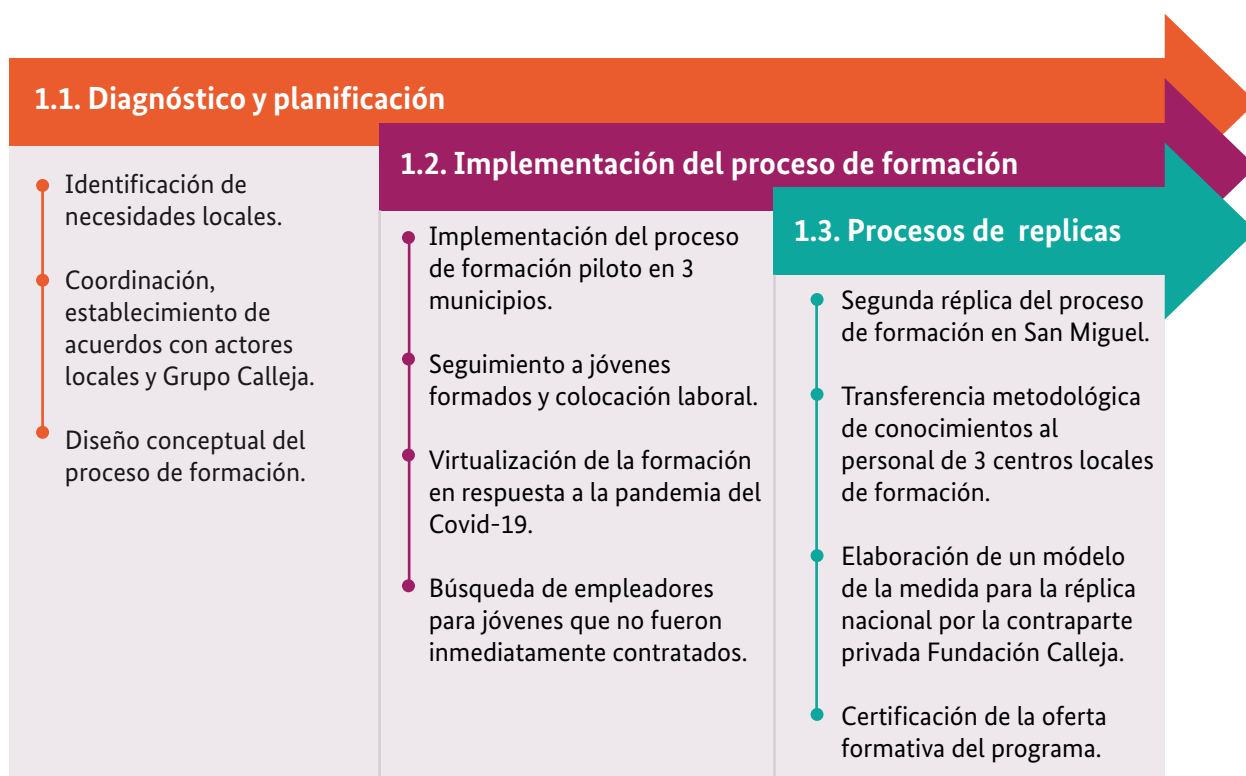 1.1. Diagnóstico y planificación
Identificación de
necesidades locales.
Coordinación,
establecimiento de
acuerdos con actores
locales y Grupo Calleja.
Diseño conceptual del
proceso de formación.
1.2. Implementación del proceso de formación
Implementación del proceso
de formación piloto en 3
municipios.
Seguimiento a jóvenes
formados y colocación laboral.
Virtualización de la formación
en respuesta a la pandemia del
Covid-19.
Búsqueda de empleadores
para jóvenes que no fueron
inmediatamente contratados.
1.3. Procesos de replicas
Segunda réplica del proceso
de formación en San Miguel.
Transferencia metodológica
de conocimientos al
personal de 3 centros locales
de formación.
Elaboración de un módelo
de la medida para la réplica
nacional por la contraparte
privada Fundación Calleja.
Certificación de la oferta
formativa del programa.